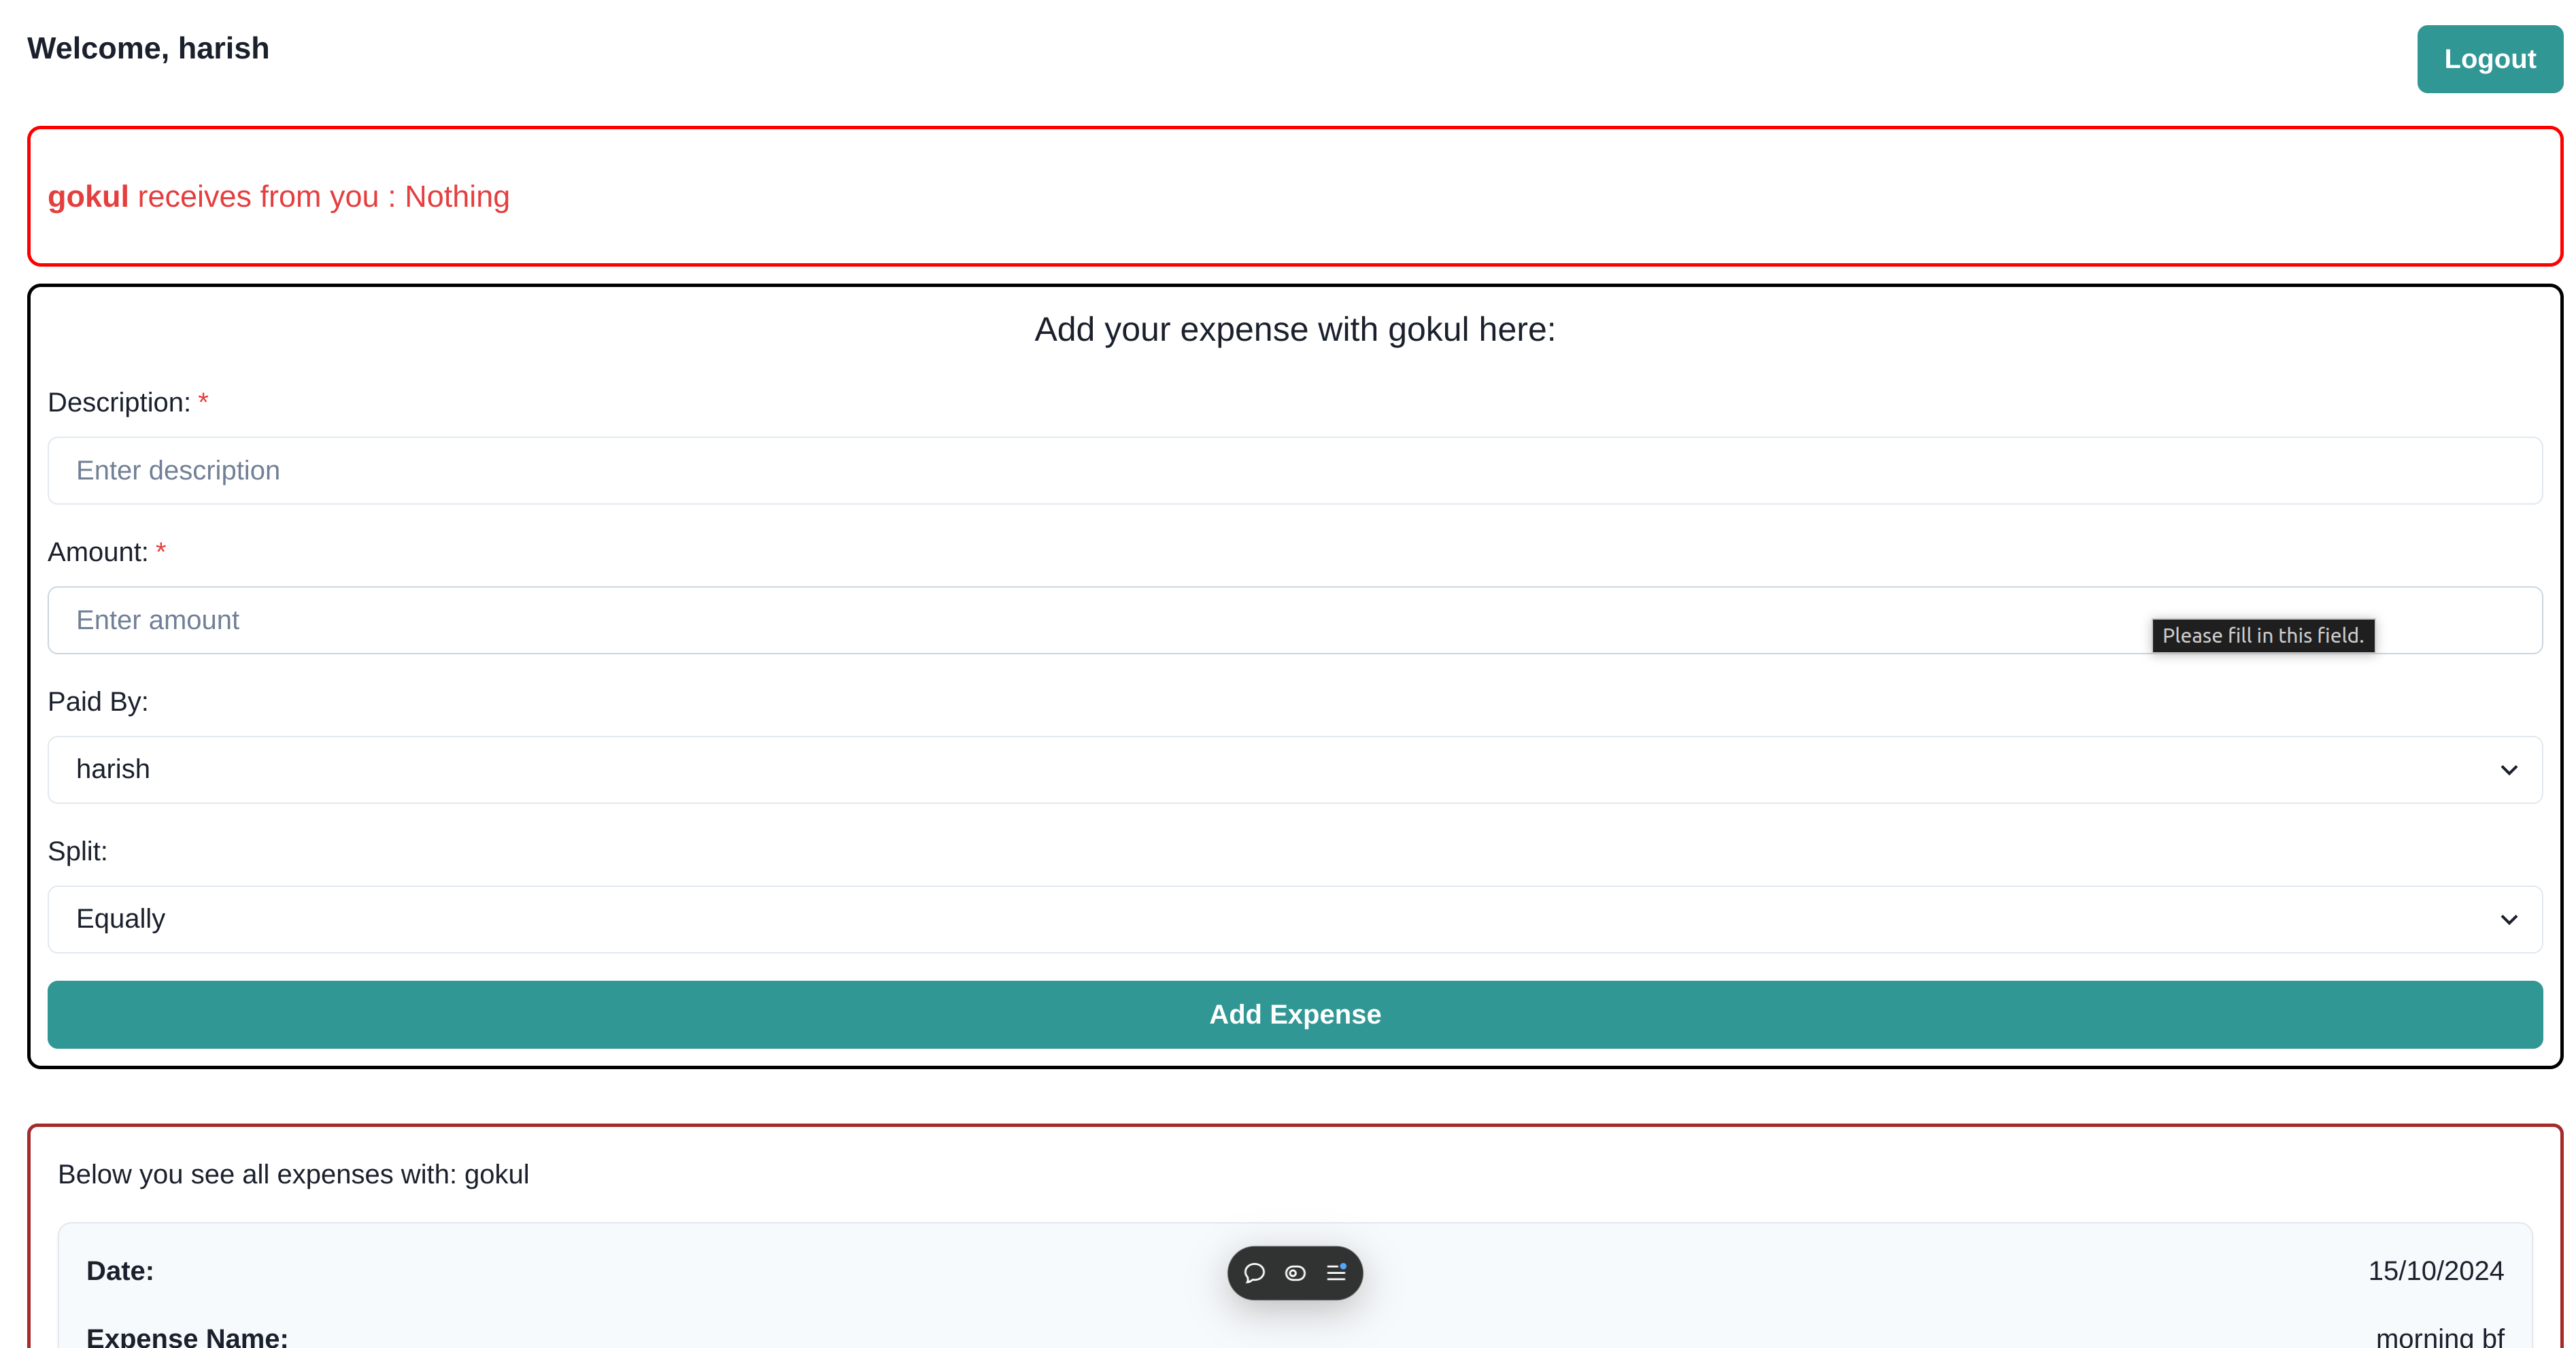 Welcome, harish
Logout
gokul receives from you : Nothing
Add your expense with gokul here:
Description: *
Enter description
Amount: *
Enter amount
Please fill in this field.
Paid By:
harish
Split:
Equally
Add Expense
Below you see all expenses with: gokul
Date: 15/10/2024
Expense Name: morning bf